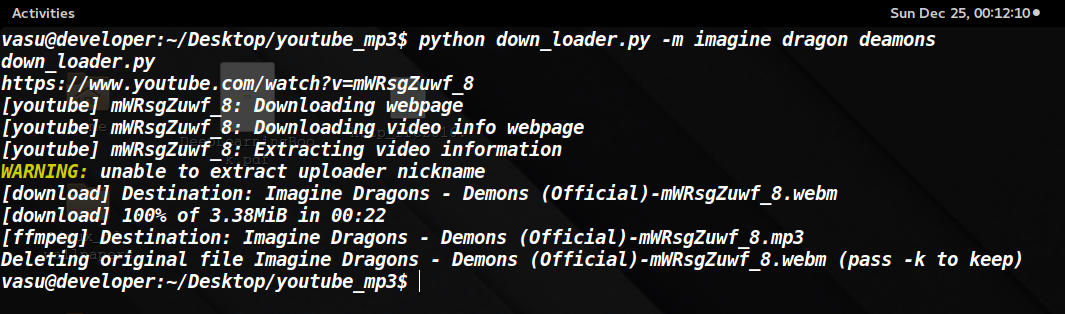 Activities
Sun Dec 25, 00:12:10
vasu@developer:~/Desktop/youtube_mp3$ python down_loader.py -m imagine dragon deamons
down_loader.py
https://www.youtube.com/watch?v=mWRsgZuwf_8
[youtube] mWRsgZuwf_8: Downloading webpage
[youtube] mWRsgZuwf_8: Downloading video info webpage
[youtube] mWRsgZuwf_8: Extracting video information
WARNING: unable to extract uploader nickname
[download] Destination: Imagine Dragons - Demons (Official)-mWRsgZuwf_8.webm
[download] 100% of 3.38MiB in 00:22
[ffmpeg] Destination: Imagine Dragons - Demons (Official)-mWRsgZuwf_8.mp3
Deleting original file Imagine Dragons - Demons (Official)-mWRsgZuwf_8.webm (pass -k to keep)
vasu@developer:~/Desktop/youtube_mp3$